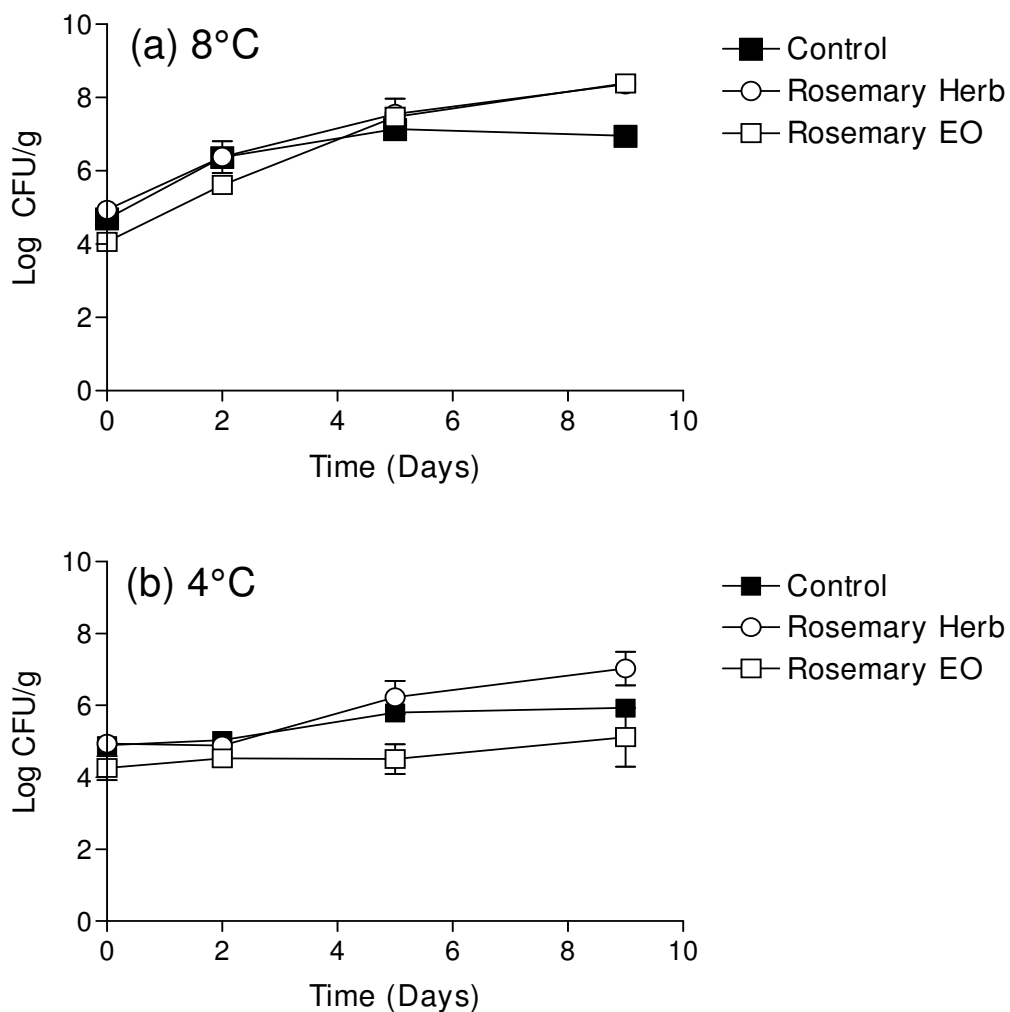 (a) 8°C
10
8
6
4
2
0
Log CFU/g
0 2 4 6 8 10
Time (Days)
Control
Rosemary Herb
Rosemary EO
(b) 4°C
10
8
6
4
2
0
Log CFU/g
0 2 4 6 8 10
Time (Days)
Control
Rosemary Herb
Rosemary EO